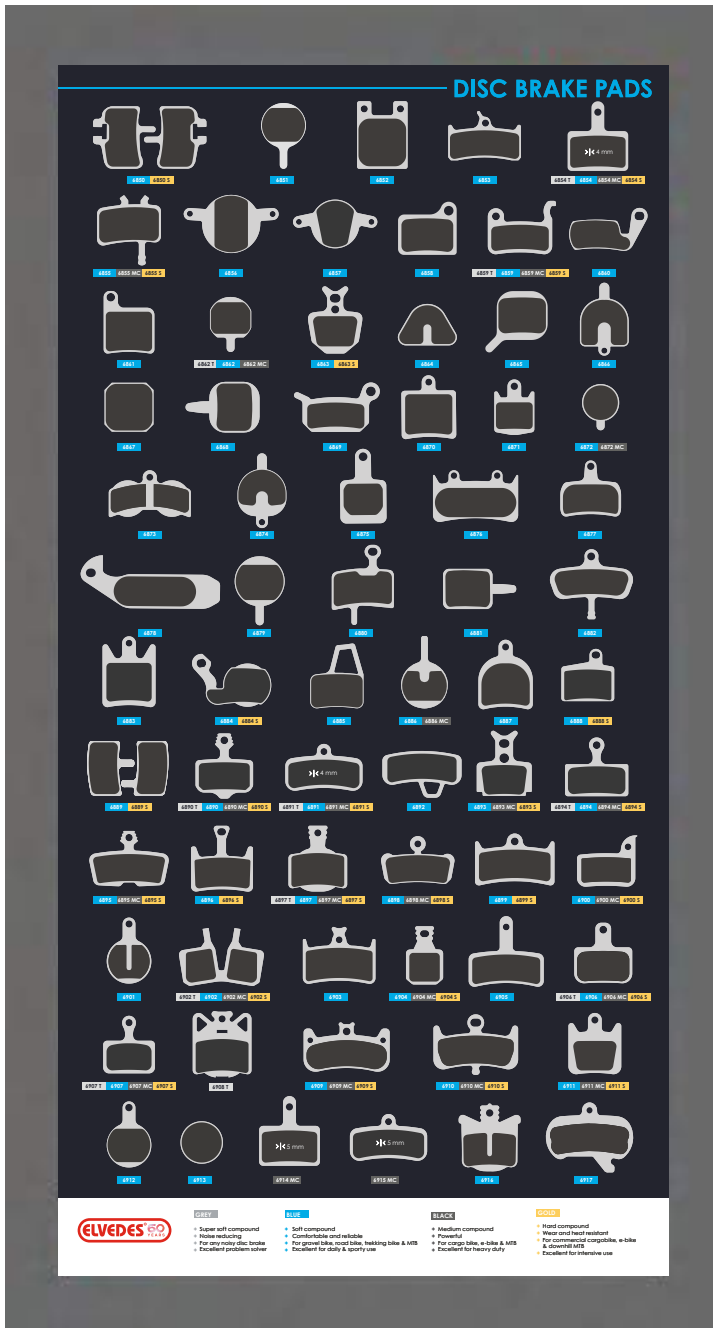 DISC BRAKE PADS
4 mm
6850 6850 S
6851
6852
6853
6854 T 6854 6854 MC 6854 S
6855 6855 MC 6855 S
6856
6857
6858
6859 T 6859 6859 MC 6859 S
6860
6861
6862 T 6862 6862 MC
6863 6863 S
6864
6865
6866
6867
6868
6869
6870
6871
6872 6872 MC
6873
6874
6875
6876
6877
6878
6879
6880
6881
6882
6883
6884 6884 S
6885
6886 6886 MC
6887
6888 6888 S
4 mm
6889 6889 S
6890 T 6890 6890 MC 6890 S
6891 T 6891 6891 MC 6891 S
6892
6893 6893 MC 6893 S
6894 T 6894 6894 MC 6894 S
6895 6895 MC 6895 S
6896 6896 S
6897 T 6897 6897 MC 6897 S
6898 6898 MC 6898 S
6899 6899 S
6900 6900 MC 6900 S
6901
6902 T 6902 6902 MC 6902 S
6903
6904 6904 MC 6904 S
6905
6906 T 6906 6906 MC 6906 S
6907 T 6907 6907 MC 6907 S
6908 T
6909 6909 MC 6909 S
6910 6910 MC 6910 S
6911 6911 MC 6911 S
5 mm
5 mm
6912
6913
6914 MC
6915 MC
6916
6917
ELVEDES® 60
YEARS
GREY
Super soft compound
Noise reducing
For any noisy disc brake
Excellent problem solver
BLUE
Soft compound
Comfortable and reliable
For gravel bike, road bike, trekking bike & MTB
Excellent for daily & sporty use
BLACK
Medium compound
Powerful
For cargo bike, e-bike & MTB
Excellent for heavy duty
GOLD
Hard compound
Wear and heat resistant
For commercial cargobike, e-bike
& downhill MTB
Excellent for intensive use